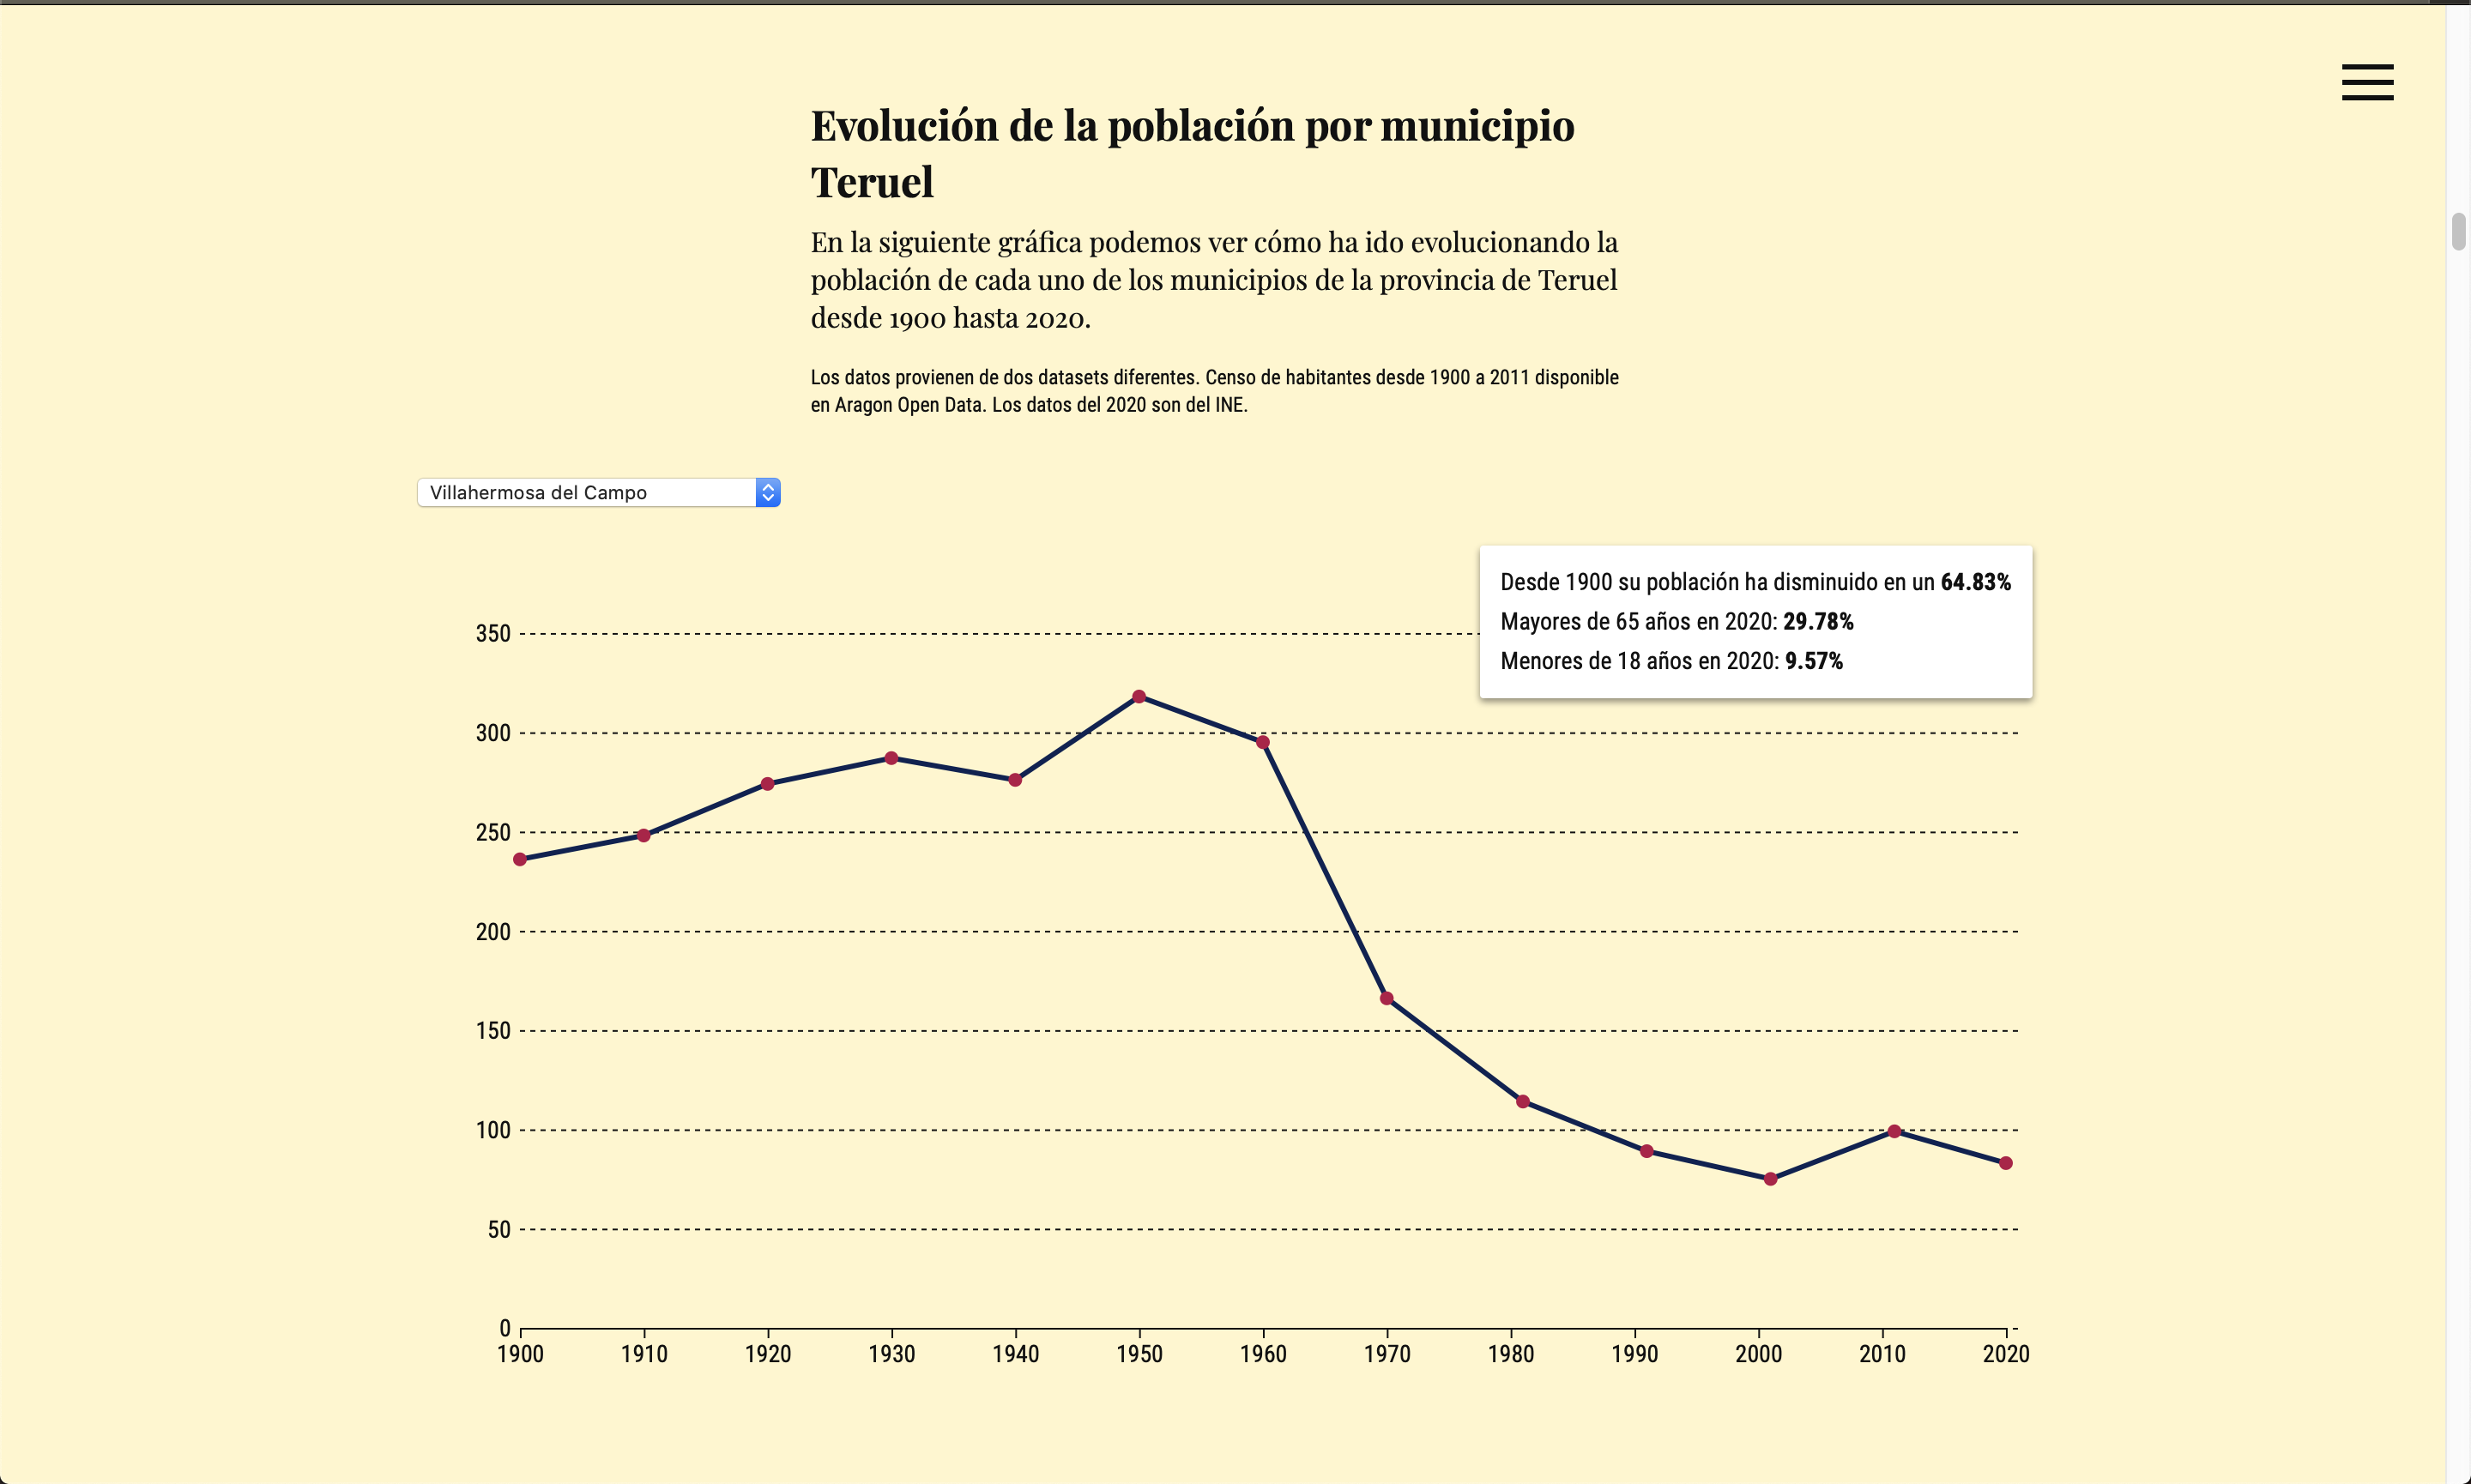 Evolución de la población por municipio
Teruel
En la siguiente gráfica podemos ver cómo ha ido evolucionando la
población de cada uno de los municipios de la provincia de Teruel
desde 1900 hasta 2020.
Los datos provienen de dos datasets diferentes. Censo de habitantes desde 1900 a 2011 disponible
en Aragon Open Data. Los datos del 2020 son del INE.
Villahermosa del Campo
Desde 1900 su población ha disminuido en un 64.83%
Mayores de 65 años en 2020: 29.78%
Menores de 18 años en 2020: 9.57%
350
300
250
200
150
100
50
0
1900 1910 1920 1930 1940 1950 1960 1970 1980 1990 2000 2010 2020